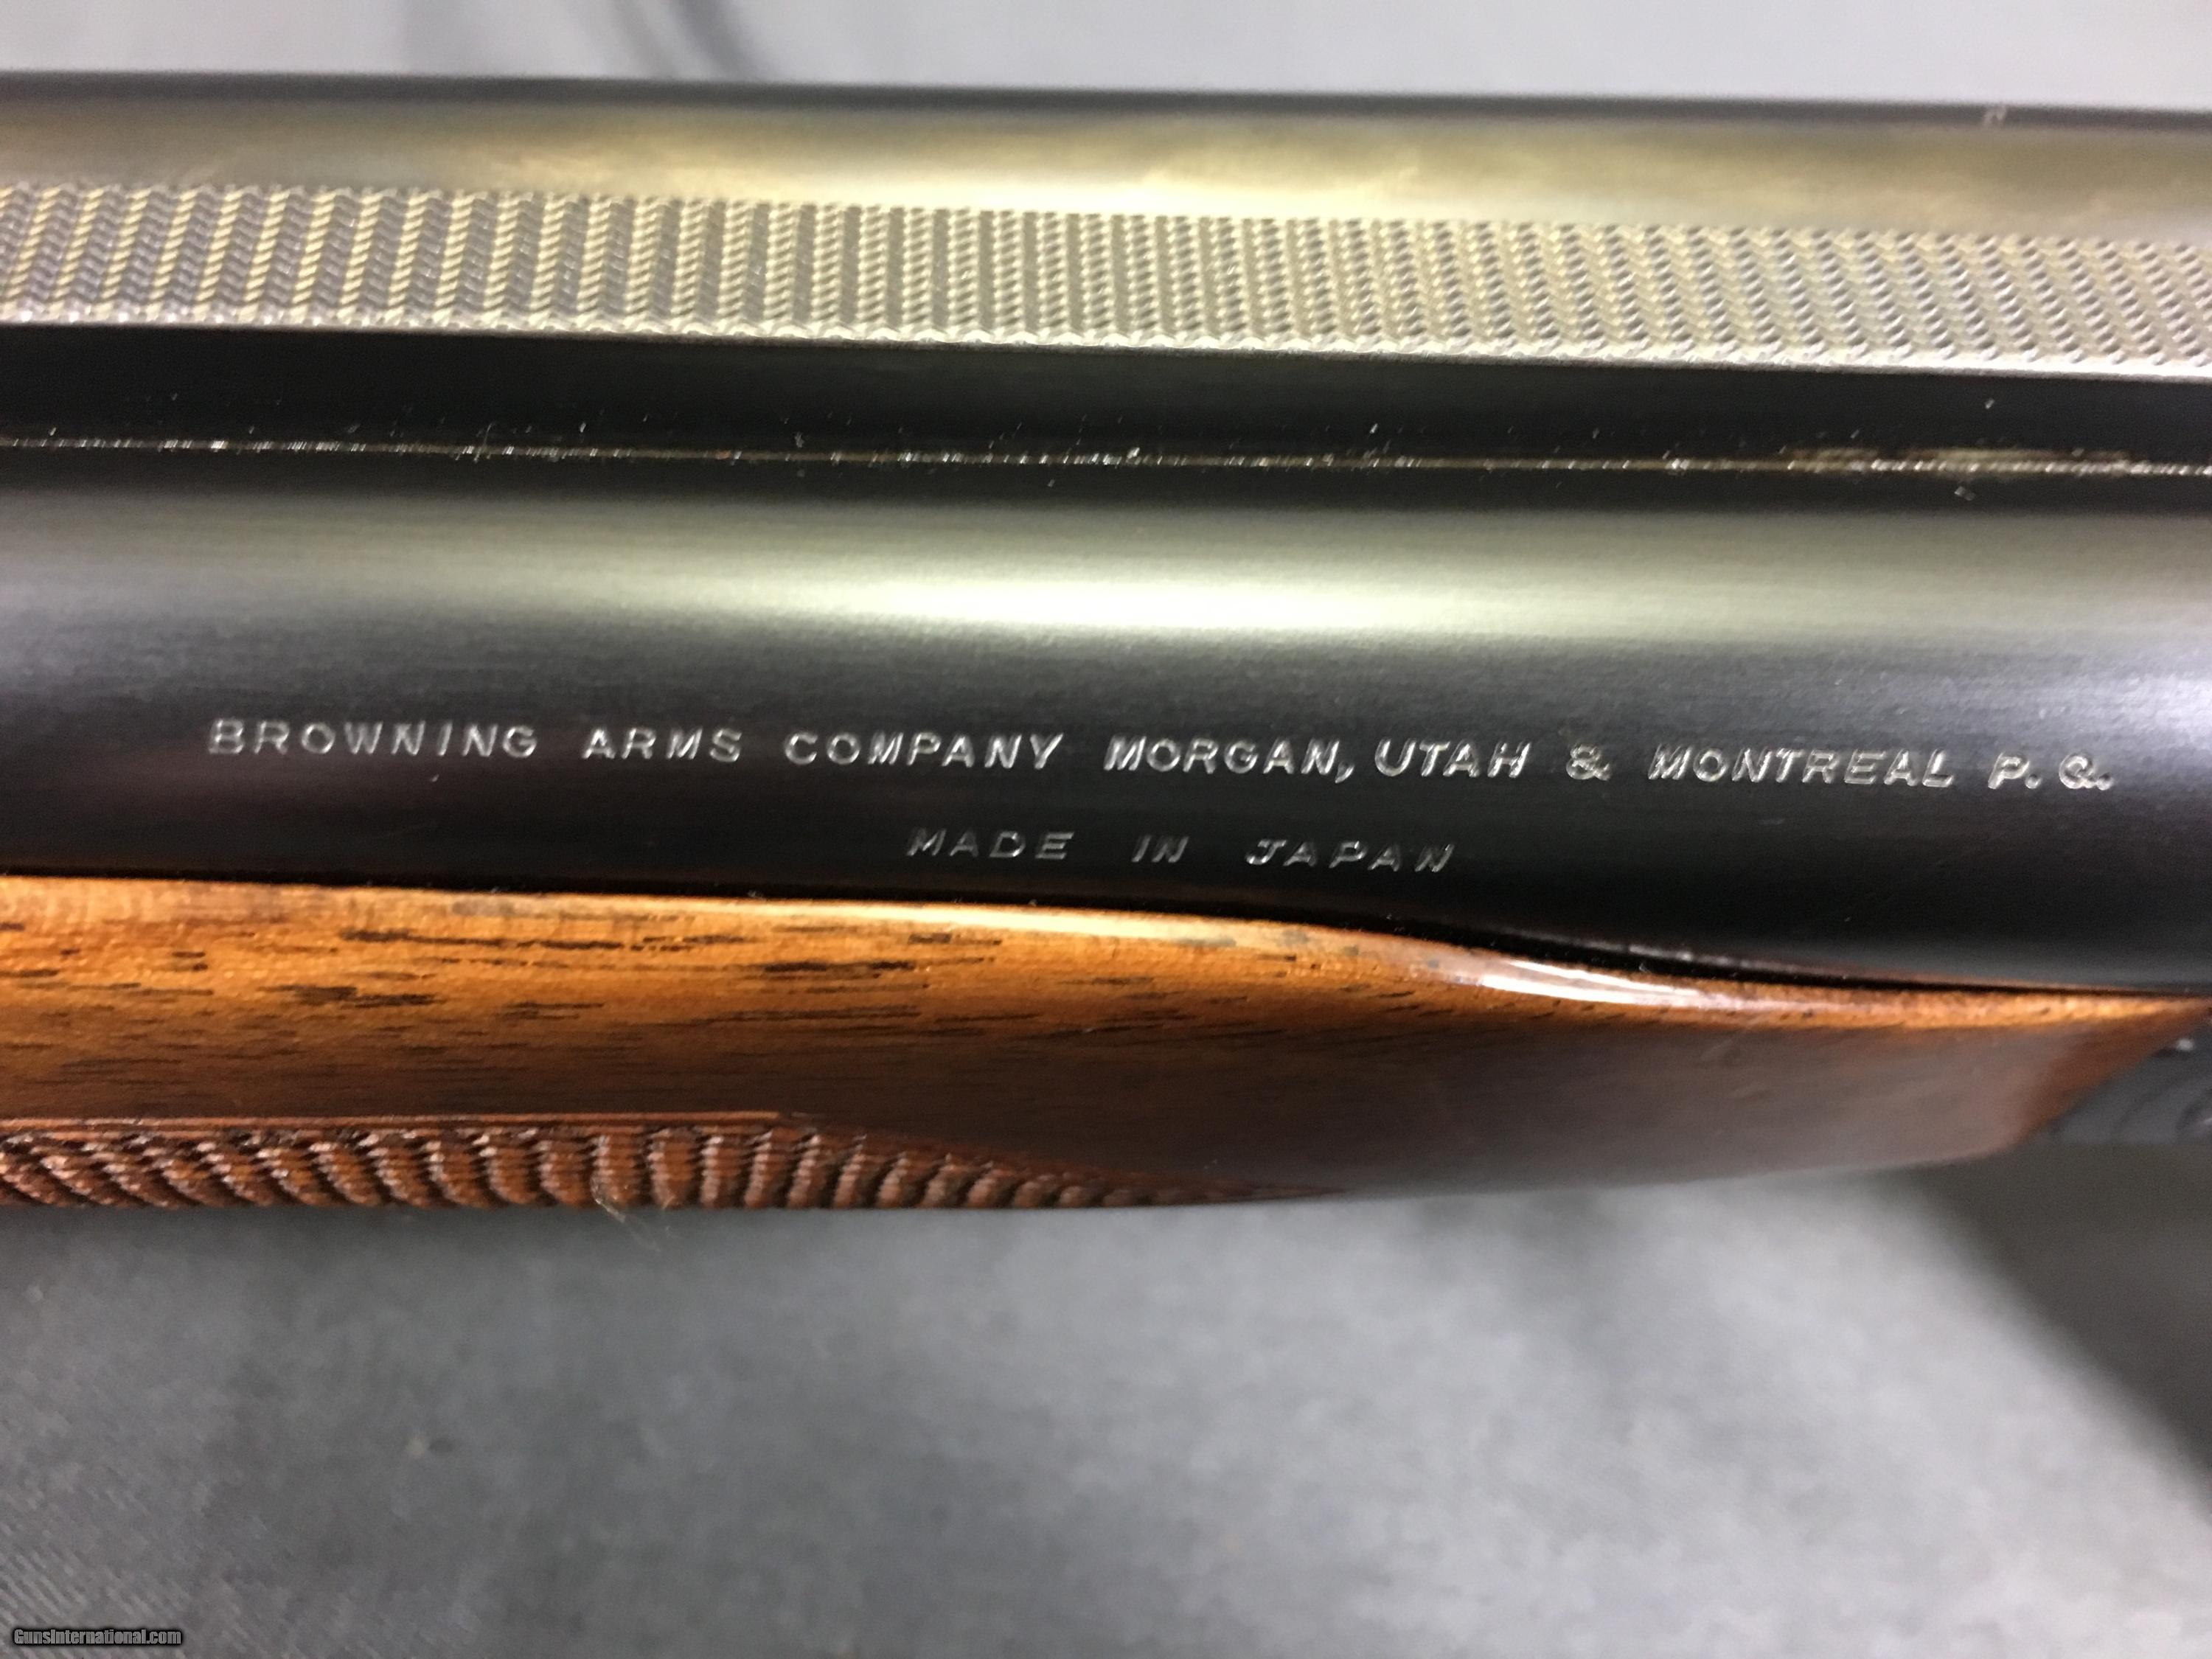 BROWNING ARMS COMPANY MORGAN, UTAH & MONTREAL P.Q.
MADE IN JAPAN
GunsInternational.com